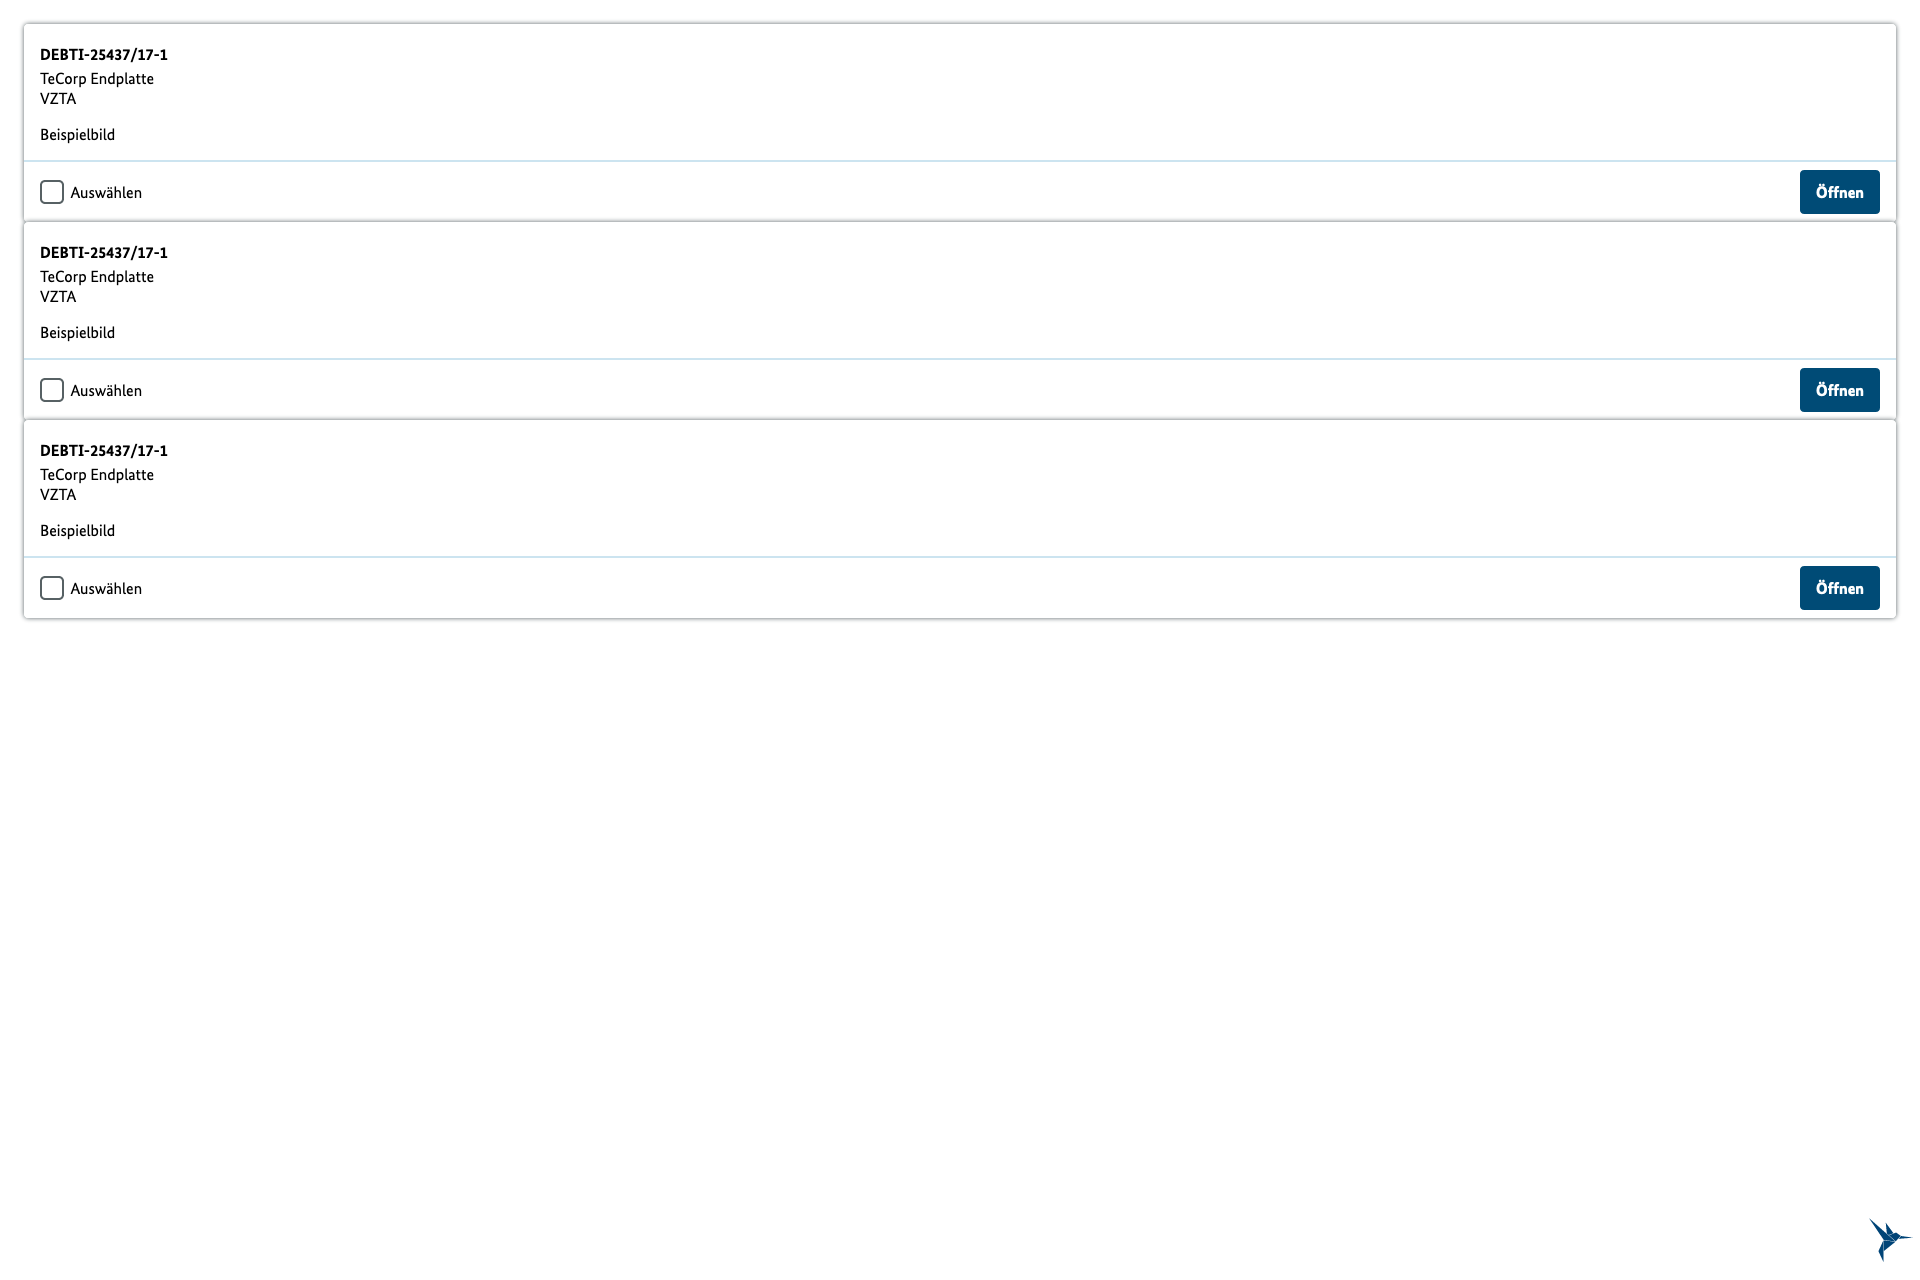 DEBTI-25437/17-1
TeCorp Endplatte
VZTA
Beispielbild
Auswählen
Öffnen
DEBTI-25437/17-1
TeCorp Endplatte
VZTA
Beispielbild
Auswählen
Öffnen
DEBTI-25437/17-1
TeCorp Endplatte
VZTA
Beispielbild
Auswählen
Öffnen